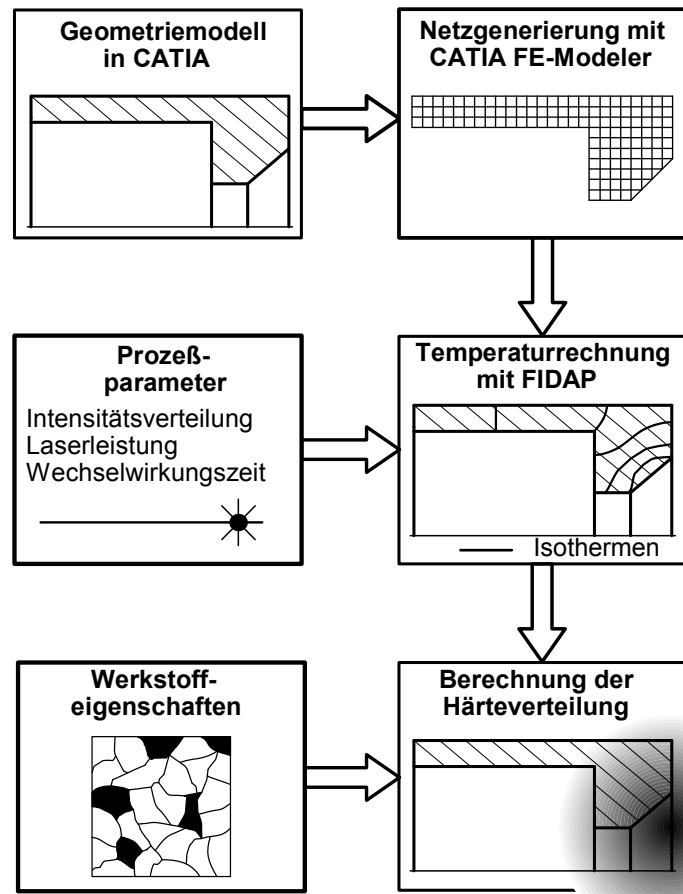 Geometriemodell
in CATIA
Netzgenerierung mit
CATIA FE-Modeler
Prozeß-
parameter
Intensitätsverteilung
Laserleistung
Wechselwirkungszeit
Temperaturrechnung
mit FIDAP
Isothermen
Werkstoff-
eigenschaften
Berechnung der
Härteverteilung